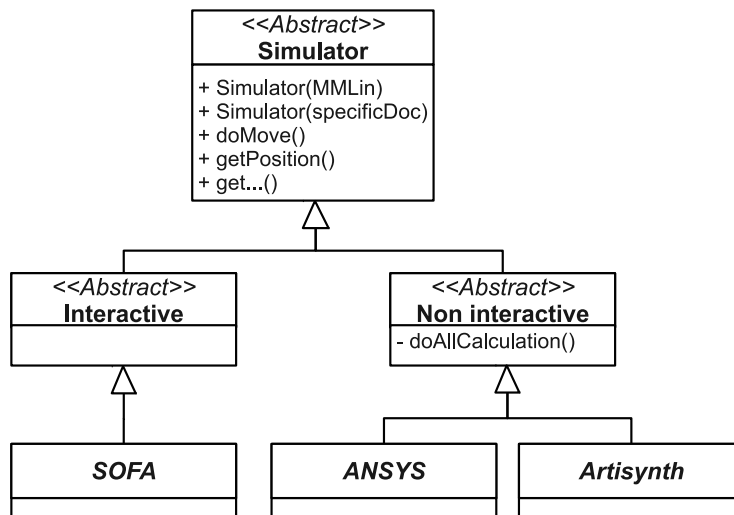 <<Abstract>>
Simulator
+ Simulator(MMLin)
+ Simulator(specificDoc)
+ doMove()
+ getPosition()
+ get...()
<<Abstract>>
Interactive
<<Abstract>>
Non interactive
- doAllCalculation()
SOFA
ANSYS
Artisynth